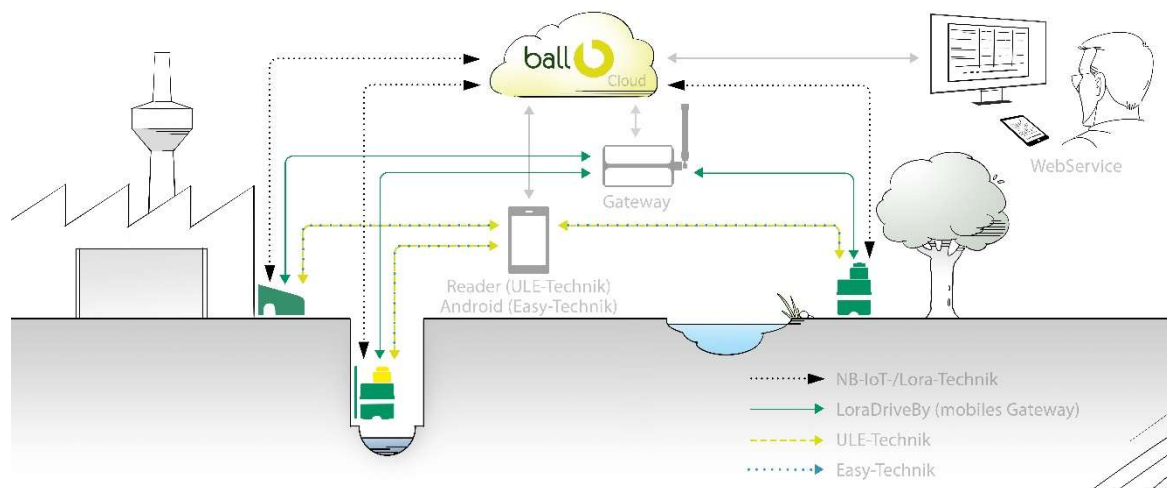 ball b
Cloud
WebService
Gateway
Reader (ULE-Technik)
Android (Easy-Technik)
NB-IoT-/Lora-Technik
LoraDriveBy (mobiles Gateway)
ULE-Technik
Easy-Technik